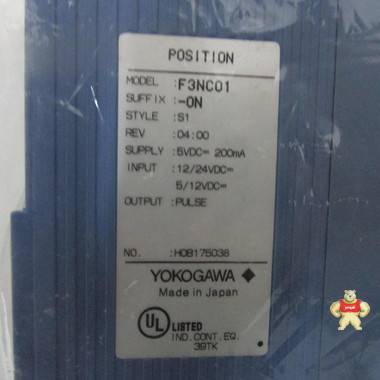 POSITION
MODEL :F3NC01
SUFFIX :-0N
STYLE :S1
REV :04:00
SUPPLY :5VDC= 200mA
INPUT :12/24VDC=
5/12VDC=
OUTPUT :PULSE
NO. :H0B175038
YOKOGAWA
Made in Japan
UL LISTED
IND.CONT.EQ.
39TK